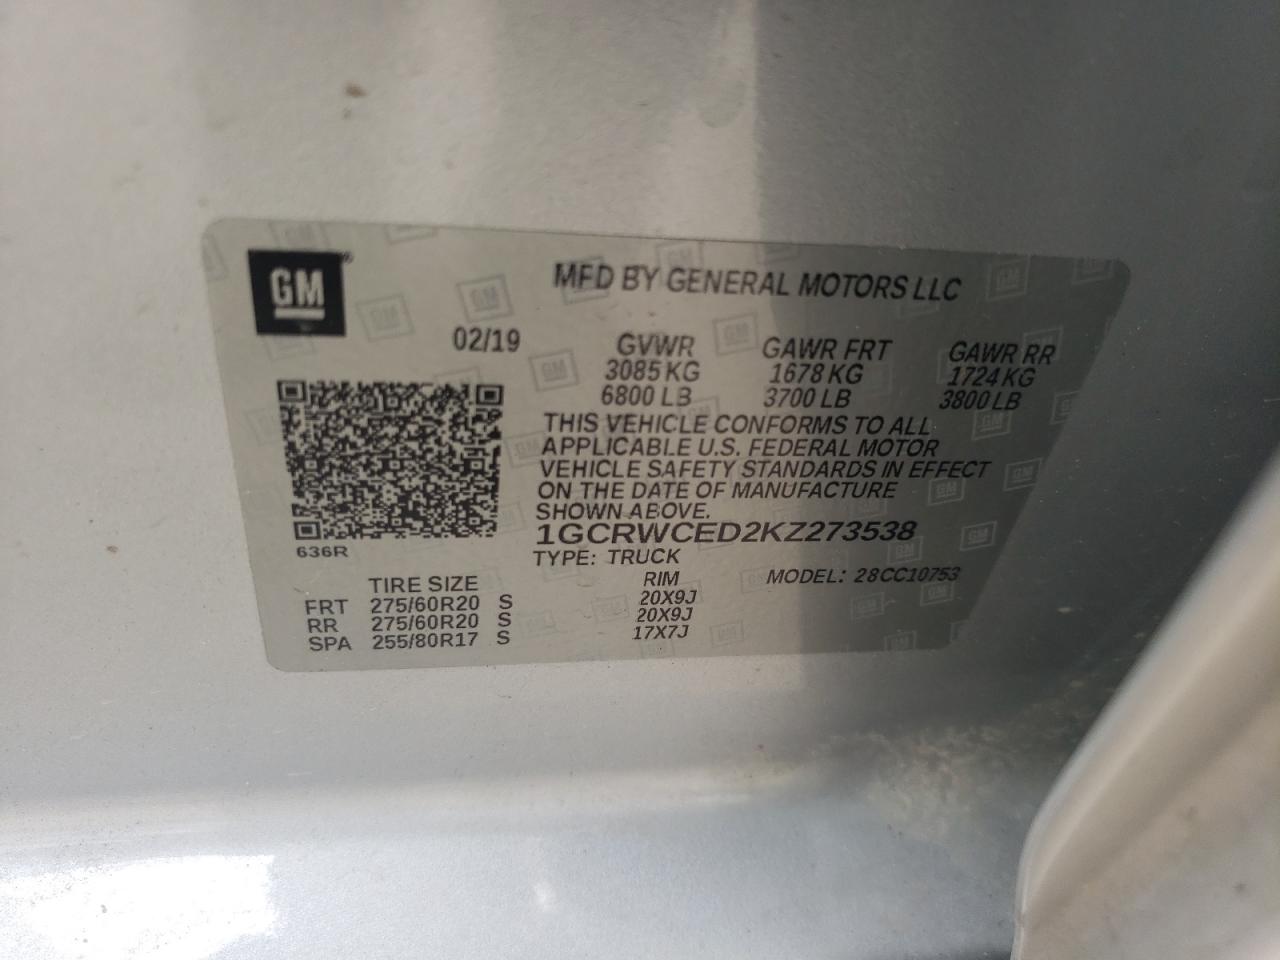 GM
MFD BY GENERAL MOTORS LLC
02/19
GVWR GAWR FRT GAWR RR
3085 KG 1678 KG 1724 KG
6800 LB 3700 LB 3800 LB
THIS VEHICLE CONFORMS TO ALL
APPLICABLE U.S. FEDERAL MOTOR
VEHICLE SAFETY STANDARDS IN EFFECT
ON THE DATE OF MANUFACTURE
SHOWN ABOVE.
1GCRWCED2KZ273538
636R
TYPE: TRUCK
MODEL: 28CC10753
TIRE SIZE RIM
FRT 275/60R20 S 20X9J
RR 275/60R20 S 20X9J
SPA 255/80R17 S 17X7J